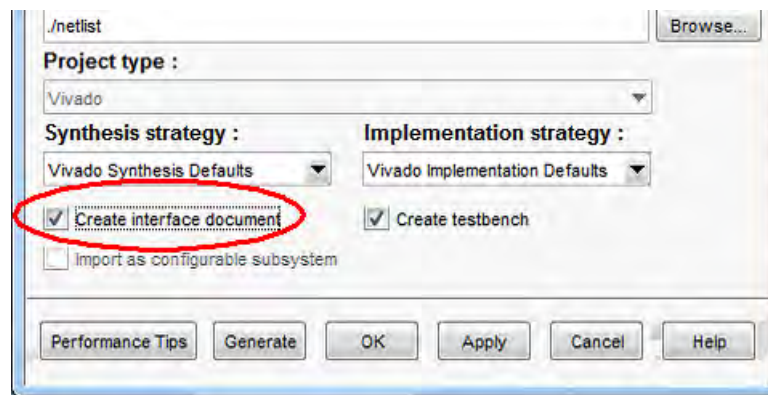 ./netlist
Browse...
Project type :
Vivado
Synthesis strategy :
Implementation strategy :
Vivado Synthesis Defaults
Vivado Implementation Defaults
Create interface document
Create testbench
Import as configurable subsystem
Performance Tips
Generate
OK
Apply
Cancel
Help